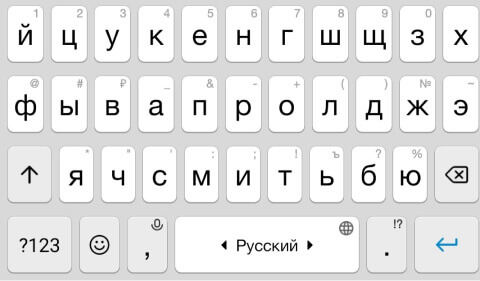 1 2 3 4 5 6 7 8 9 0
й ц у к е н г ш щ з х
@ # ₽ _ & - + ( ) № ~
ф ы в а п р о л д ж э
* " ' : ; ! ъ ? %
я ч с м и т ь б ю
!?
?123 , Русский .